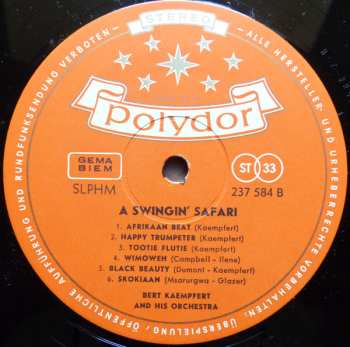 STEREO
Polydor
GEMA
BIEM
SLPHM
ST 33
237 584 B
A SWINGIN' SAFARI
1. AFRIKAAN BEAT (Kaempfert)
2. HAPPY TRUMPETER (Kaempfert)
3. TOOTIE FLUTIE (Kaempfert)
4. WIMOWEH (Campbell - Ilene)
5. BLACK BEAUTY (Dumont - Kaempfert)
6. SKOKIAAN (Msarurgwa - Glazer)
BERT KAEMPFERT
AND HIS ORCHESTRA
- ALLE HERSTELLER- UND URHEBERRECHTE VORBEHALTEN · ÜBERSPIELUNG / ÖFFENTLICHE AUFFÜHRUNG UND RUNDFUNKSENDUNG VERBOTEN -